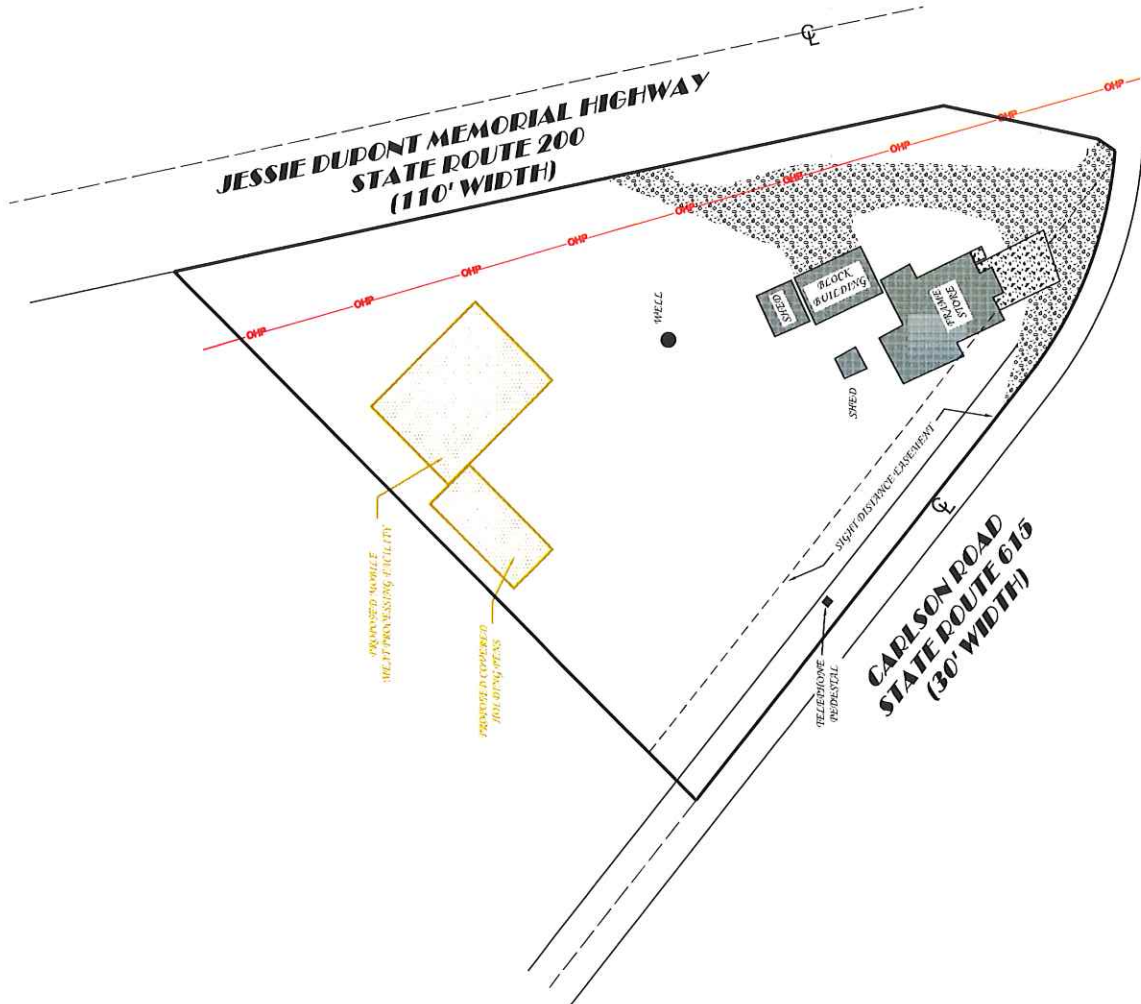 ℄
JESSIE DUPONT MEMORIAL HIGHWAY
STATE ROUTE 200
(110' WIDTH)
OHP
OHP
OHP
OHP
OHP
OHP
OHP
OHP
OHP
SHED
BLOCK
BUILDING
FRAME
STORE
WELL
SHED
SIGHT DISTANCE EASEMENT
℄
CARLSON ROAD
STATE ROUTE 615
(30' WIDTH)
TELEPHONE
PEDESTAL
PROPOSED MOBILE
MEAT PROCESSING FACILITY
PROPOSED COVERED
HOLDING PENS